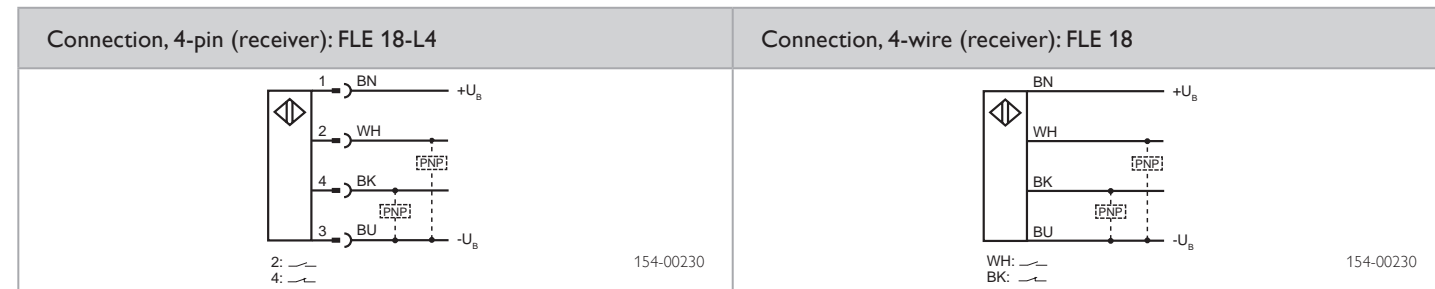 Connection, 4-pin (receiver): FLE 18-L4
1 BN +U_B
2 WH
PNP
4 BK
PNP
3 BU -U_B
2:
4:
154-00230
Connection, 4-wire (receiver): FLE 18
BN +U_B
WH
PNP
BK
PNP
BU -U_B
WH:
BK:
154-00230